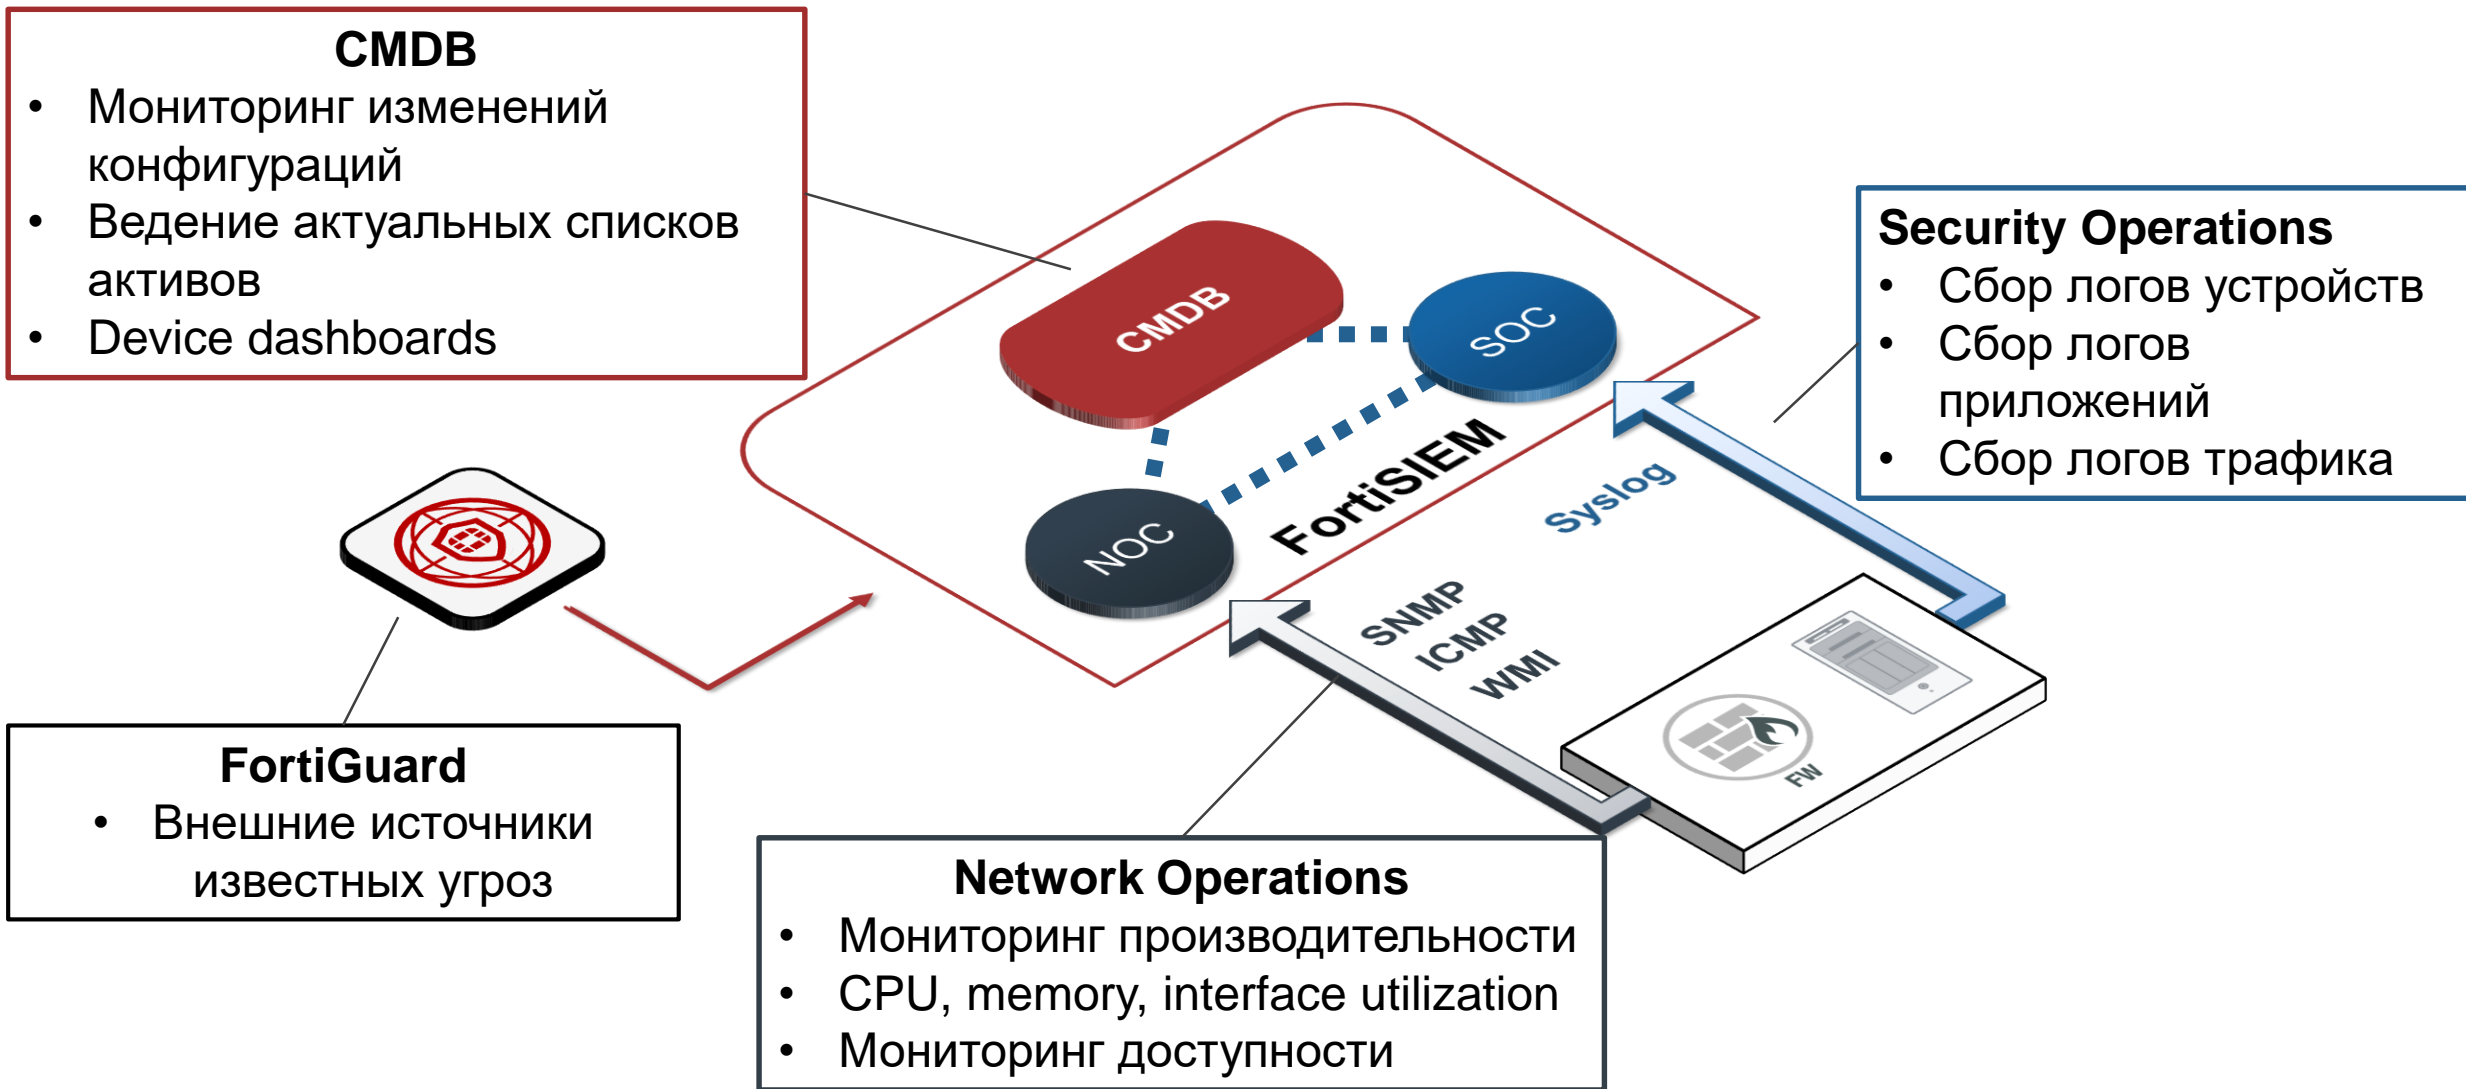 CMDB
• Мониторинг изменений
конфигураций
• Ведение актуальных списков
активов
• Device dashboards
CMDB
SOC
NOC
FortiSIEM
Syslog
SNMP
ICMP
WMI
FW
Security Operations
• Сбор логов устройств
• Сбор логов
приложений
• Сбор логов трафика
FortiGuard
• Внешние источники
известных угроз
Network Operations
• Мониторинг производительности
• CPU, memory, interface utilization
• Мониторинг доступности